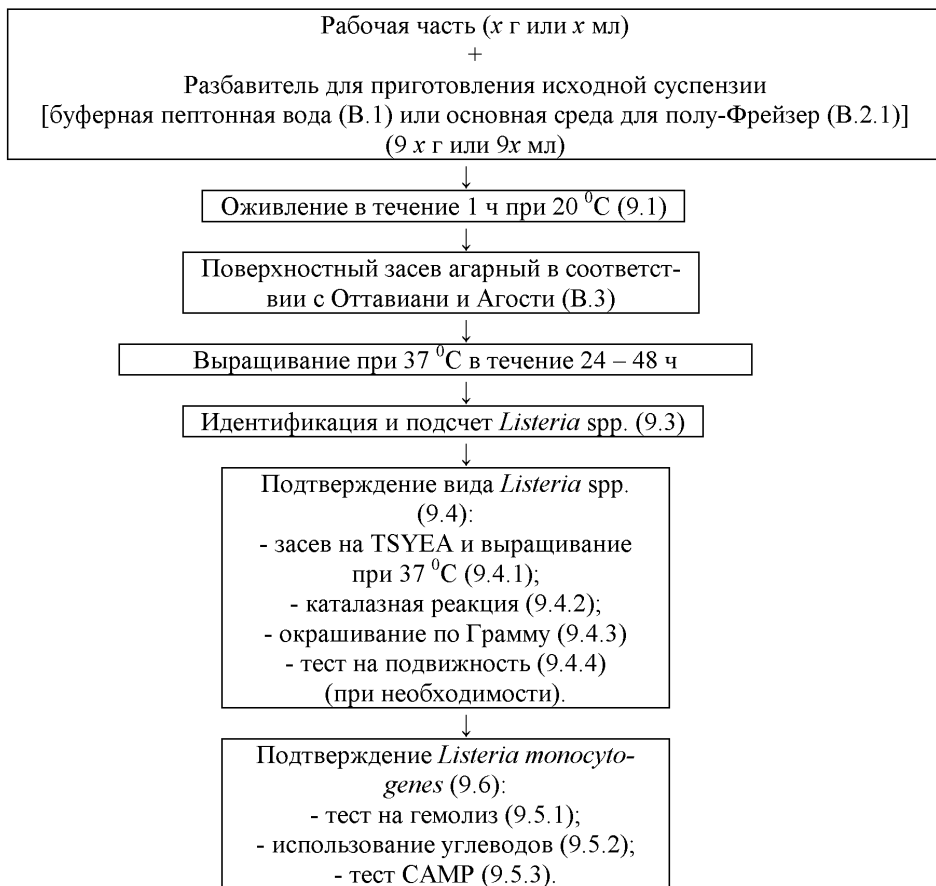 Рабочая часть (x г или x мл)
+
Разбавитель для приготовления исходной суспензии
[буферная пептонная вода (В.1) или основная среда для полу-Фрейзер (В.2.1)]
(9 x г или 9x мл)
↓
Оживление в течение 1 ч при 20 ⁰С (9.1)
↓
Поверхностный засев агарный в соответст-
вии с Оттавиани и Агости (В.3)
↓
Выращивание при 37 ⁰С в течение 24 – 48 ч
↓
Идентификация и подсчет Listeria spp. (9.3)
↓
Подтверждение вида Listeria spp.
(9.4):
- засев на TSYEA и выращивание
при 37 ⁰С (9.4.1);
- каталазная реакция (9.4.2);
- окрашивание по Грамму (9.4.3)
- тест на подвижность (9.4.4)
(при необходимости).
↓
Подтверждение Listeria monocyto-
genes (9.6):
- тест на гемолиз (9.5.1);
- использование углеводов (9.5.2);
- тест CAMP (9.5.3).